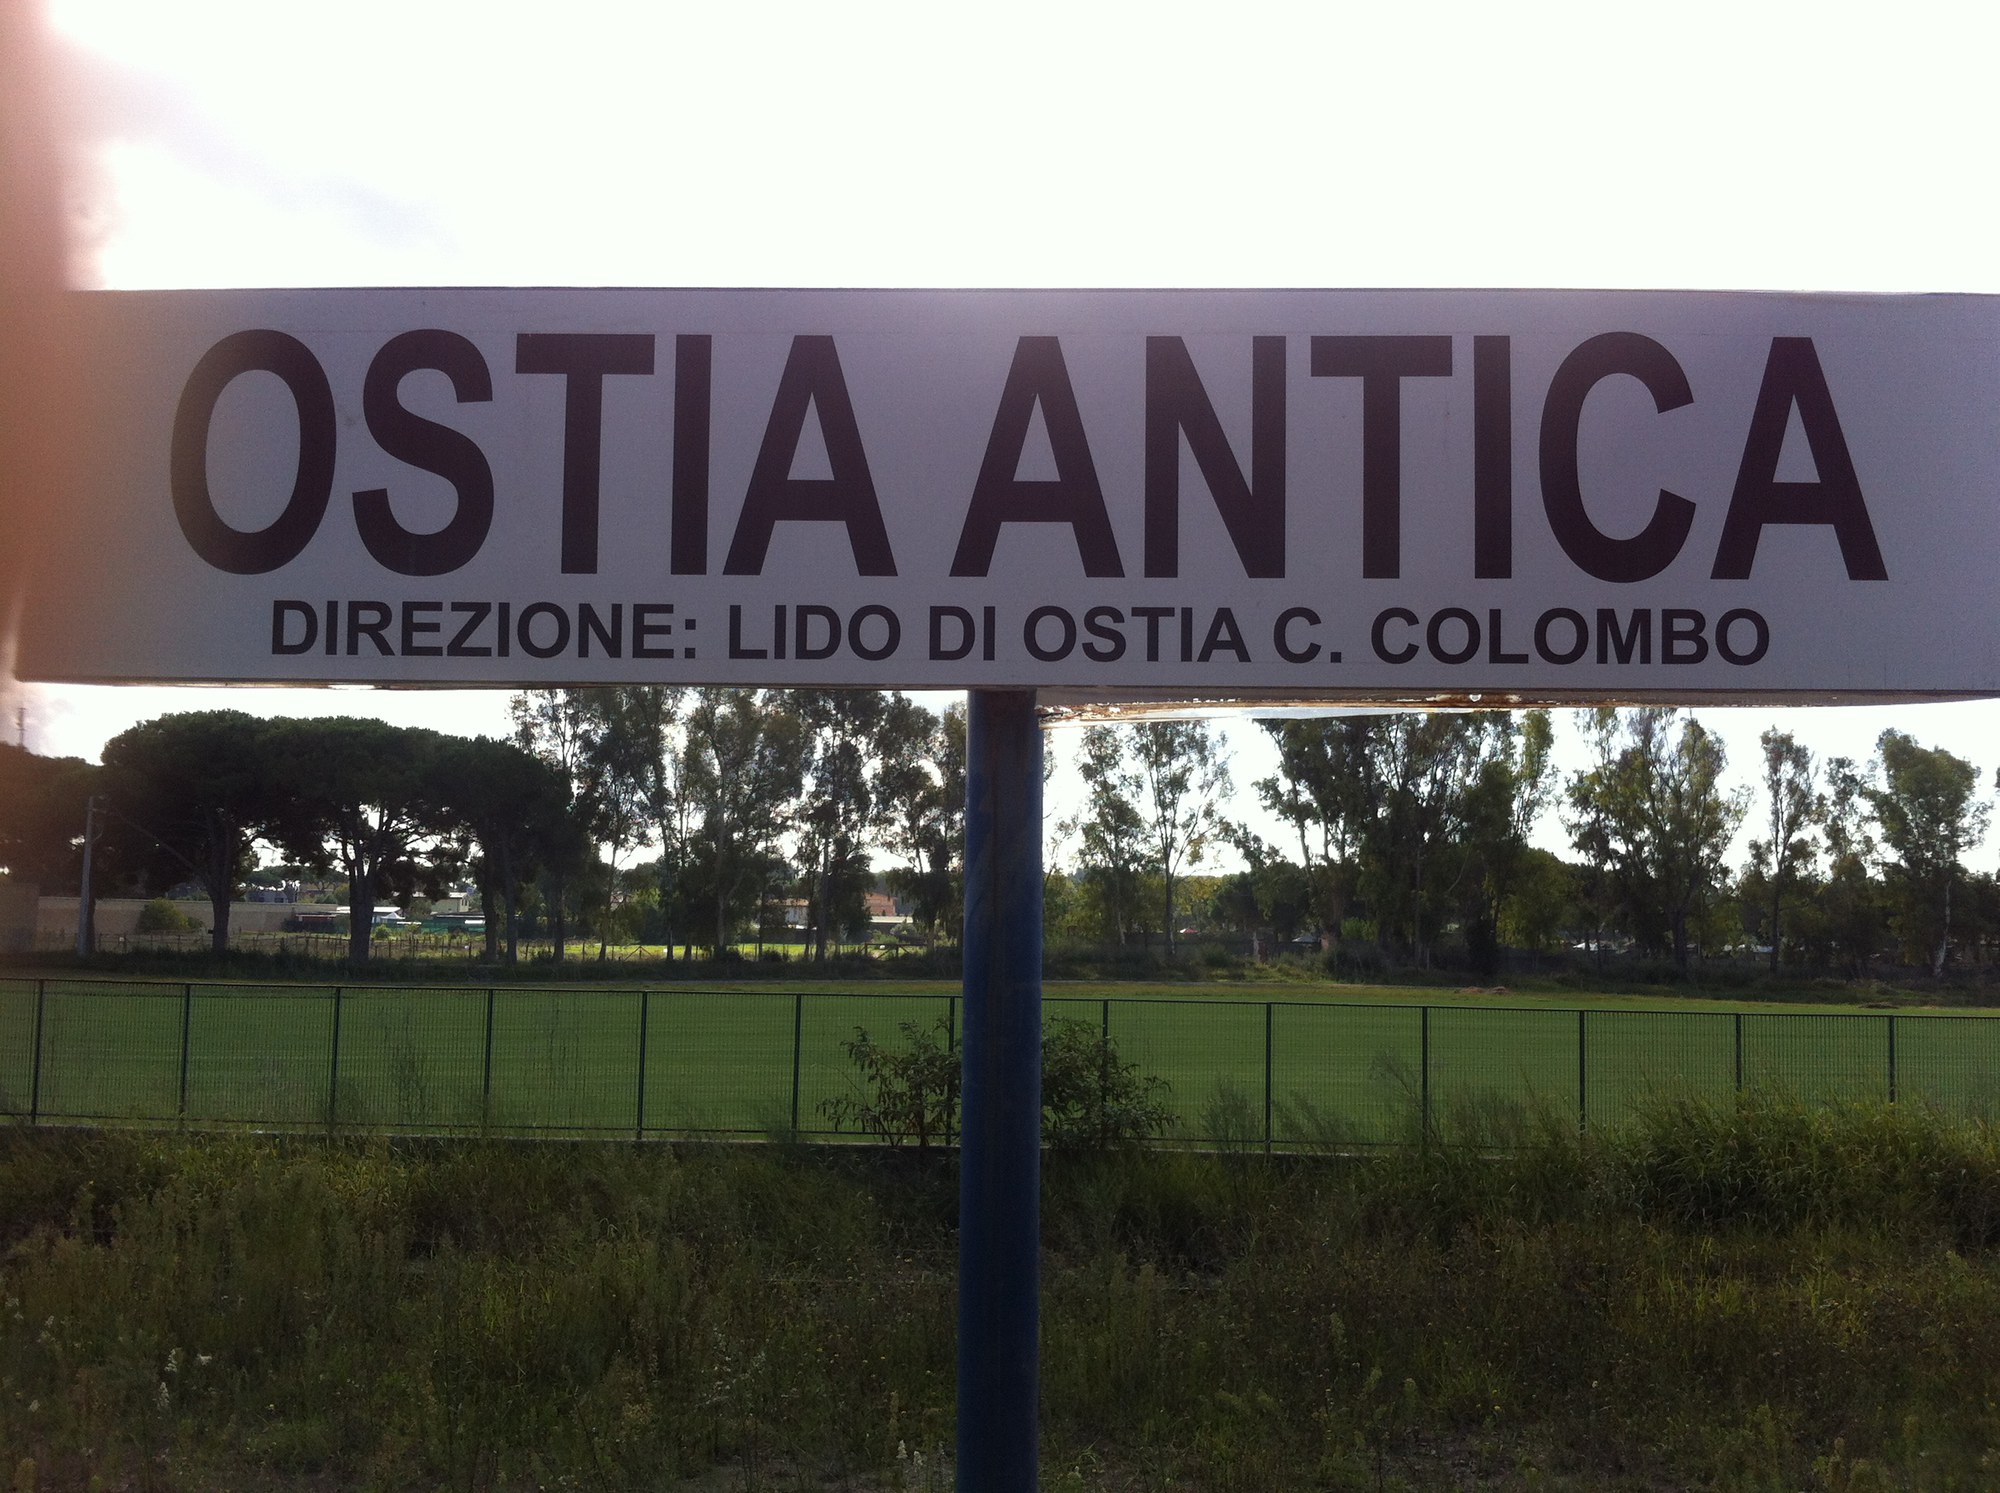 OSTIA ANTICA
DIREZIONE: LIDO DI OSTIA C. COLOMBO